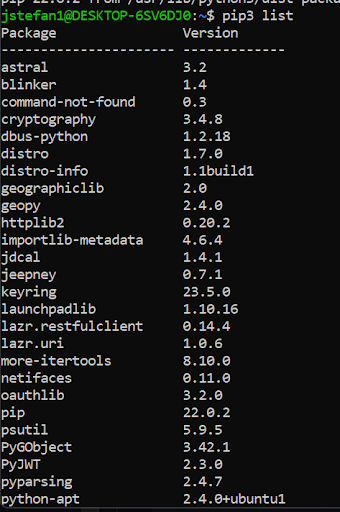 pip 22.0.2 from /usr/lib/python3/dist-packa
jstefan1@DESKTOP-6SV6DJ0:~$ pip3 list
Package Version
---------------------- -------------
astral 3.2
blinker 1.4
command-not-found 0.3
cryptography 3.4.8
dbus-python 1.2.18
distro 1.7.0
distro-info 1.1build1
geographiclib 2.0
geopy 2.4.0
httplib2 0.20.2
importlib-metadata 4.6.4
jdcal 1.4.1
jeepney 0.7.1
keyring 23.5.0
launchpadlib 1.10.16
lazr.restfulclient 0.14.4
lazr.uri 1.0.6
more-itertools 8.10.0
netifaces 0.11.0
oauthlib 3.2.0
pip 22.0.2
psutil 5.9.5
PyGObject 3.42.1
PyJWT 2.3.0
pyparsing 2.4.7
python-apt 2.4.0+ubuntu1